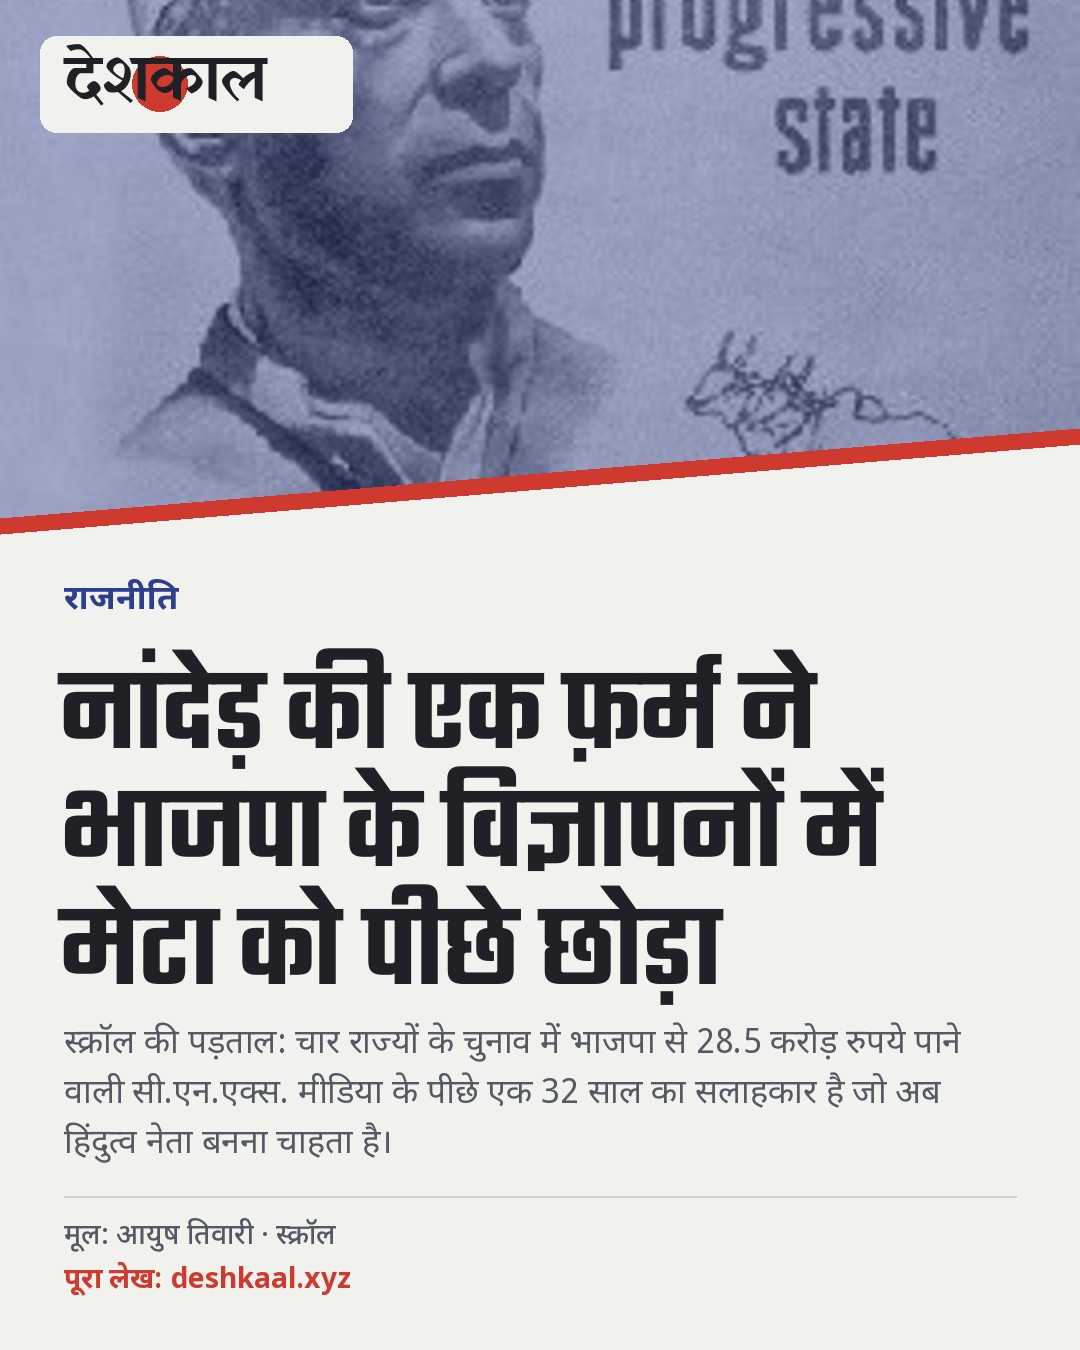 progressive
state
देशकाल
राजनीति
नांदेड़ की एक फ़र्म ने
भाजपा के विज्ञापनों में
मेटा को पीछे छोड़ा
स्क्रॉल की पड़ताल: चार राज्यों के चुनाव में भाजपा से 28.5 करोड़ रुपये पाने
वाली सी.एन.एक्स. मीडिया के पीछे एक 32 साल का सलाहकार है जो अब
हिंदुत्व नेता बनना चाहता है।
मूल: आयुष तिवारी · स्क्रॉल
पूरा लेख: deshkaal.xyz